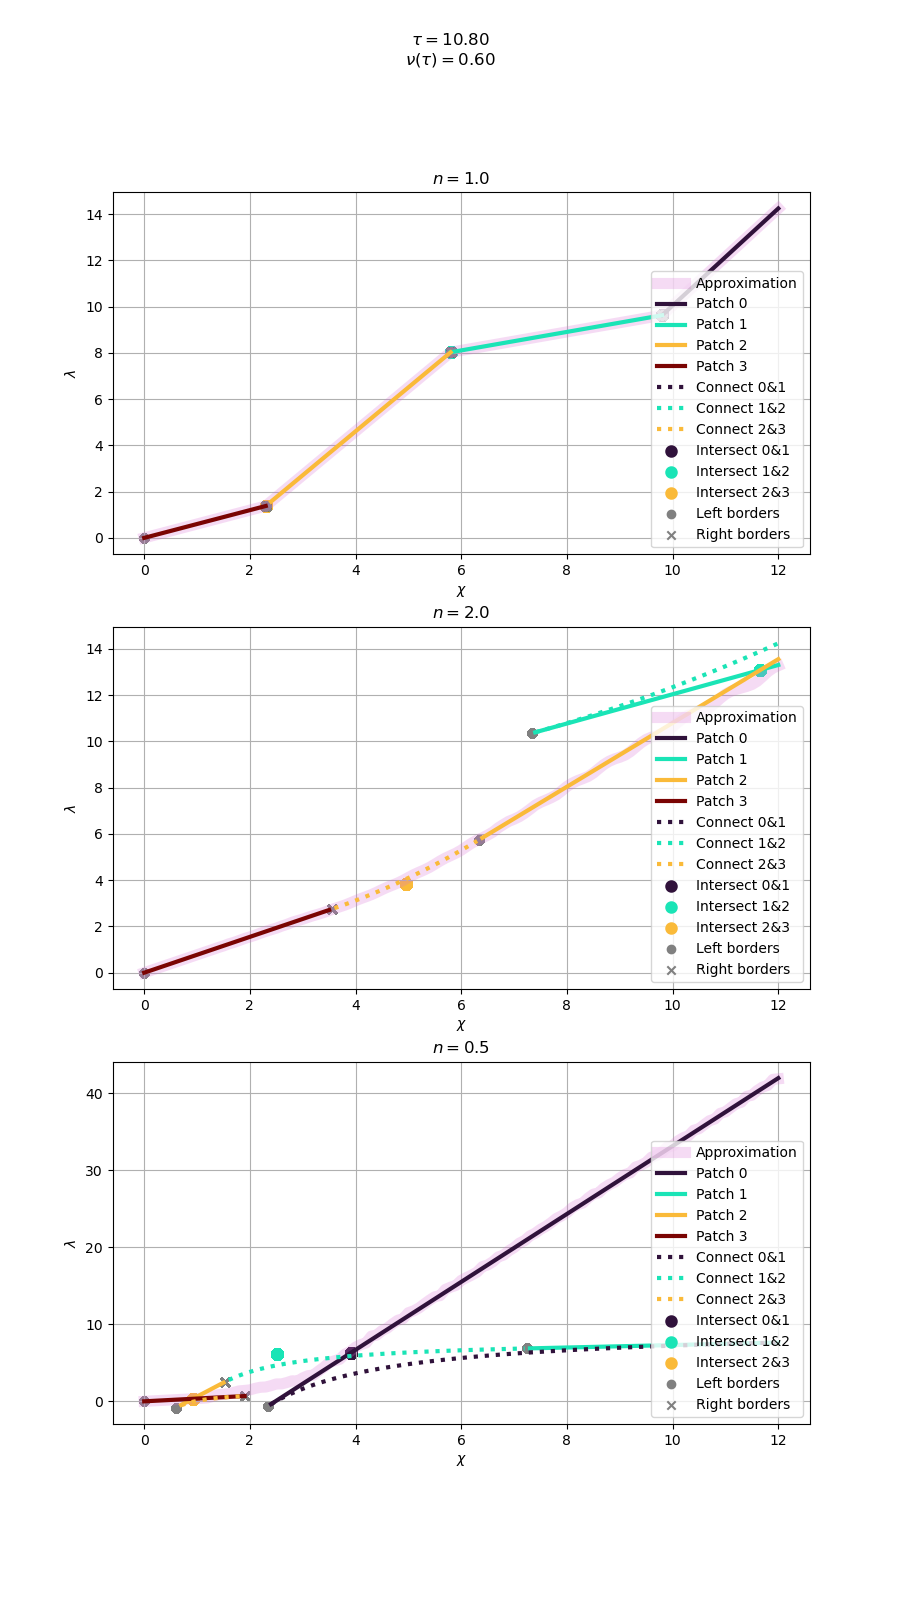 τ = 10.80
ν(τ) = 0.60
n = 1.0
14
12
10
8
6
4
2
0
λ
0 2 4 6 8 10 12
χ
Approximation
Patch 0
Patch 1
Patch 2
Patch 3
Connect 0&1
Connect 1&2
Connect 2&3
Intersect 0&1
Intersect 1&2
Intersect 2&3
Left borders
Right borders
n = 2.0
14
12
10
8
6
4
2
0
λ
0 2 4 6 8 10 12
χ
Approximation
Patch 0
Patch 1
Patch 2
Patch 3
Connect 0&1
Connect 1&2
Connect 2&3
Intersect 0&1
Intersect 1&2
Intersect 2&3
Left borders
Right borders
n = 0.5
40
30
20
10
0
λ
0 2 4 6 8 10 12
χ
Approximation
Patch 0
Patch 1
Patch 2
Patch 3
Connect 0&1
Connect 1&2
Connect 2&3
Intersect 0&1
Intersect 1&2
Intersect 2&3
Left borders
Right borders